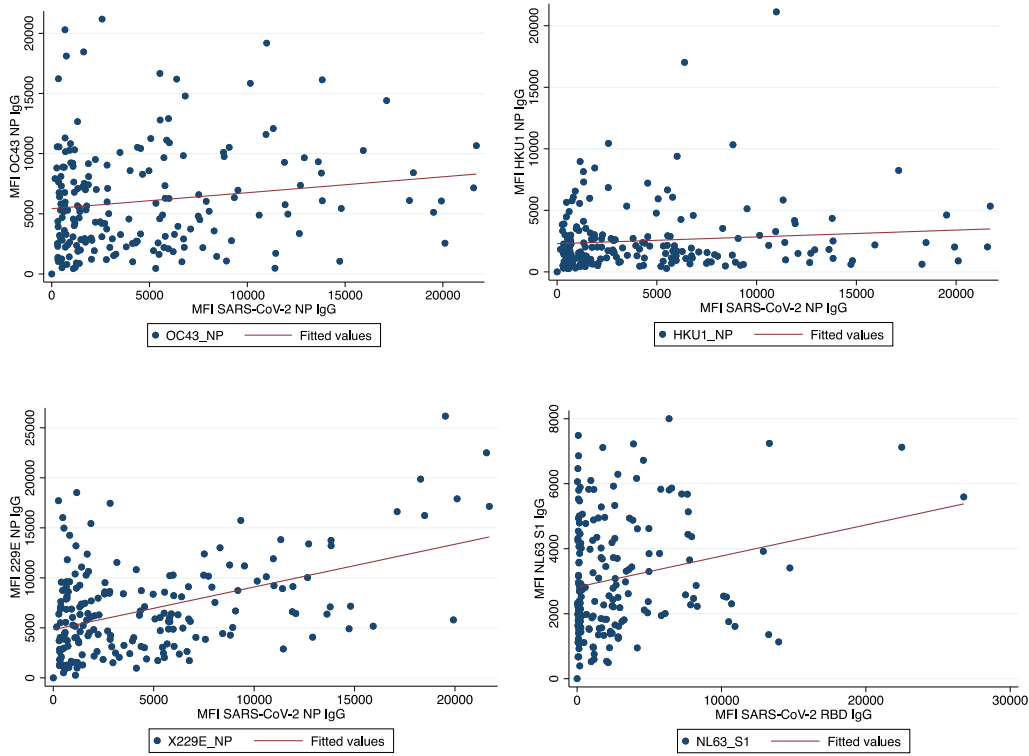 MFI OC43 NP IgG
20000
15000
10000
5000
0
0 5000 10000 15000 20000
MFI SARS-CoV-2 NP IgG
OC43_NP Fitted values
MFI HKU1 NP IgG
20000
15000
10000
5000
0
0 5000 10000 15000 20000
MFI SARS-CoV-2 NP IgG
HKU1_NP Fitted values
MFI 229E NP IgG
25000
20000
15000
10000
5000
0
0 5000 10000 15000 20000
MFI SARS-CoV-2 NP IgG
X229E_NP Fitted values
MFI NL63 S1 IgG
8000
6000
4000
2000
0
0 10000 20000 30000
MFI SARS-CoV-2 RBD IgG
NL63_S1 Fitted values